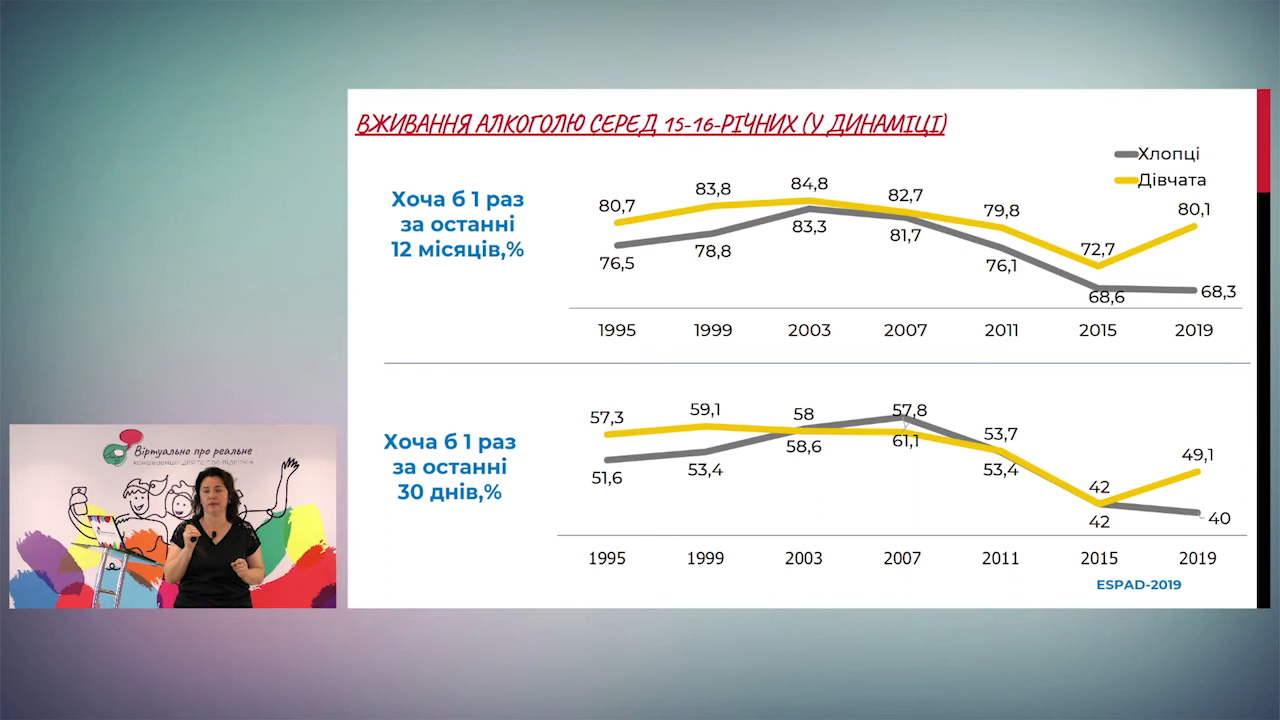 ВЖИВАННЯ АЛКОГОЛЮ СЕРЕД 15-16-РІЧНИХ (У ДИНАМІЦІ)
Хлопці
Дівчата
Хоча б 1 раз
за останні
12 місяців,%
80,7 83,8 84,8 82,7 79,8 72,7 80,1
76,5 78,8 83,3 81,7 76,1 68,6 68,3
1995 1999 2003 2007 2011 2015 2019
Хоча б 1 раз
за останні
30 днів,%
57,3 59,1 58 57,8 53,7 42 49,1
51,6 53,4 58,6 61,1 53,4 42 40
1995 1999 2003 2007 2011 2015 2019
ESPAD-2019
Віртуально про реальне